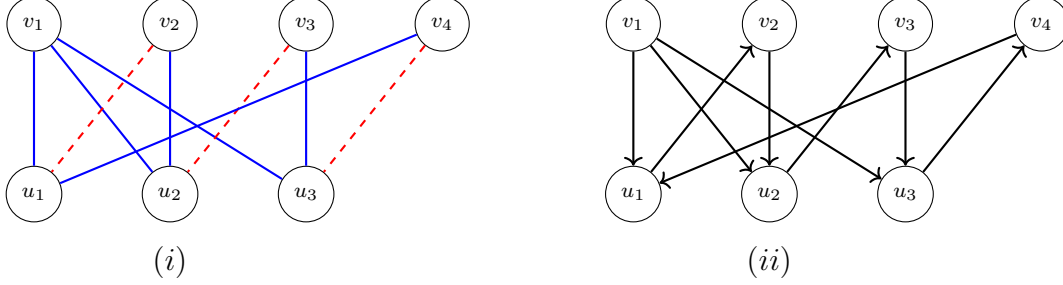 v₁ v₂ v₃ v₄ v₁ v₂ v₃ v₄
u₁ u₂ u₃ u₁ u₂ u₃
(i) (ii)